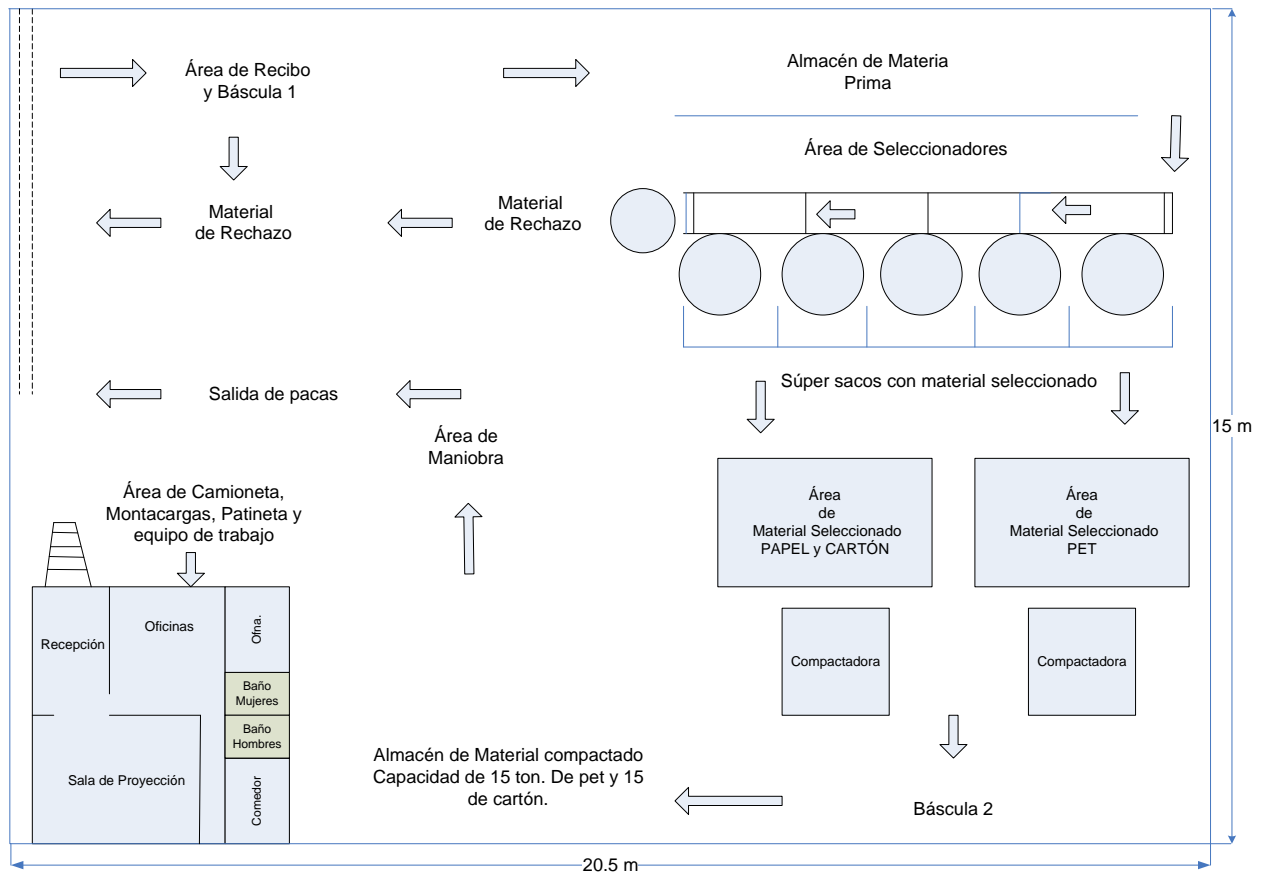 Área de Recibo
y Báscula 1
Almacén de Materia
Prima
Área de Seleccionadores
Material
de Rechazo
Material
de Rechazo
Súper sacos con material seleccionado
Salida de pacas
Área de
Maniobra
15 m
Área de Camioneta,
Montacargas, Patineta y
equipo de trabajo
Área
de
Material Seleccionado
PAPEL y CARTÓN
Área
de
Material Seleccionado
PET
Recepción
Oficinas
Ofna.
Baño
Mujeres
Baño
Hombres
Sala de Proyección
Comedor
Compactadora
Compactadora
Almacén de Material compactado
Capacidad de 15 ton. De pet y 15
de cartón.
Báscula 2
20.5 m